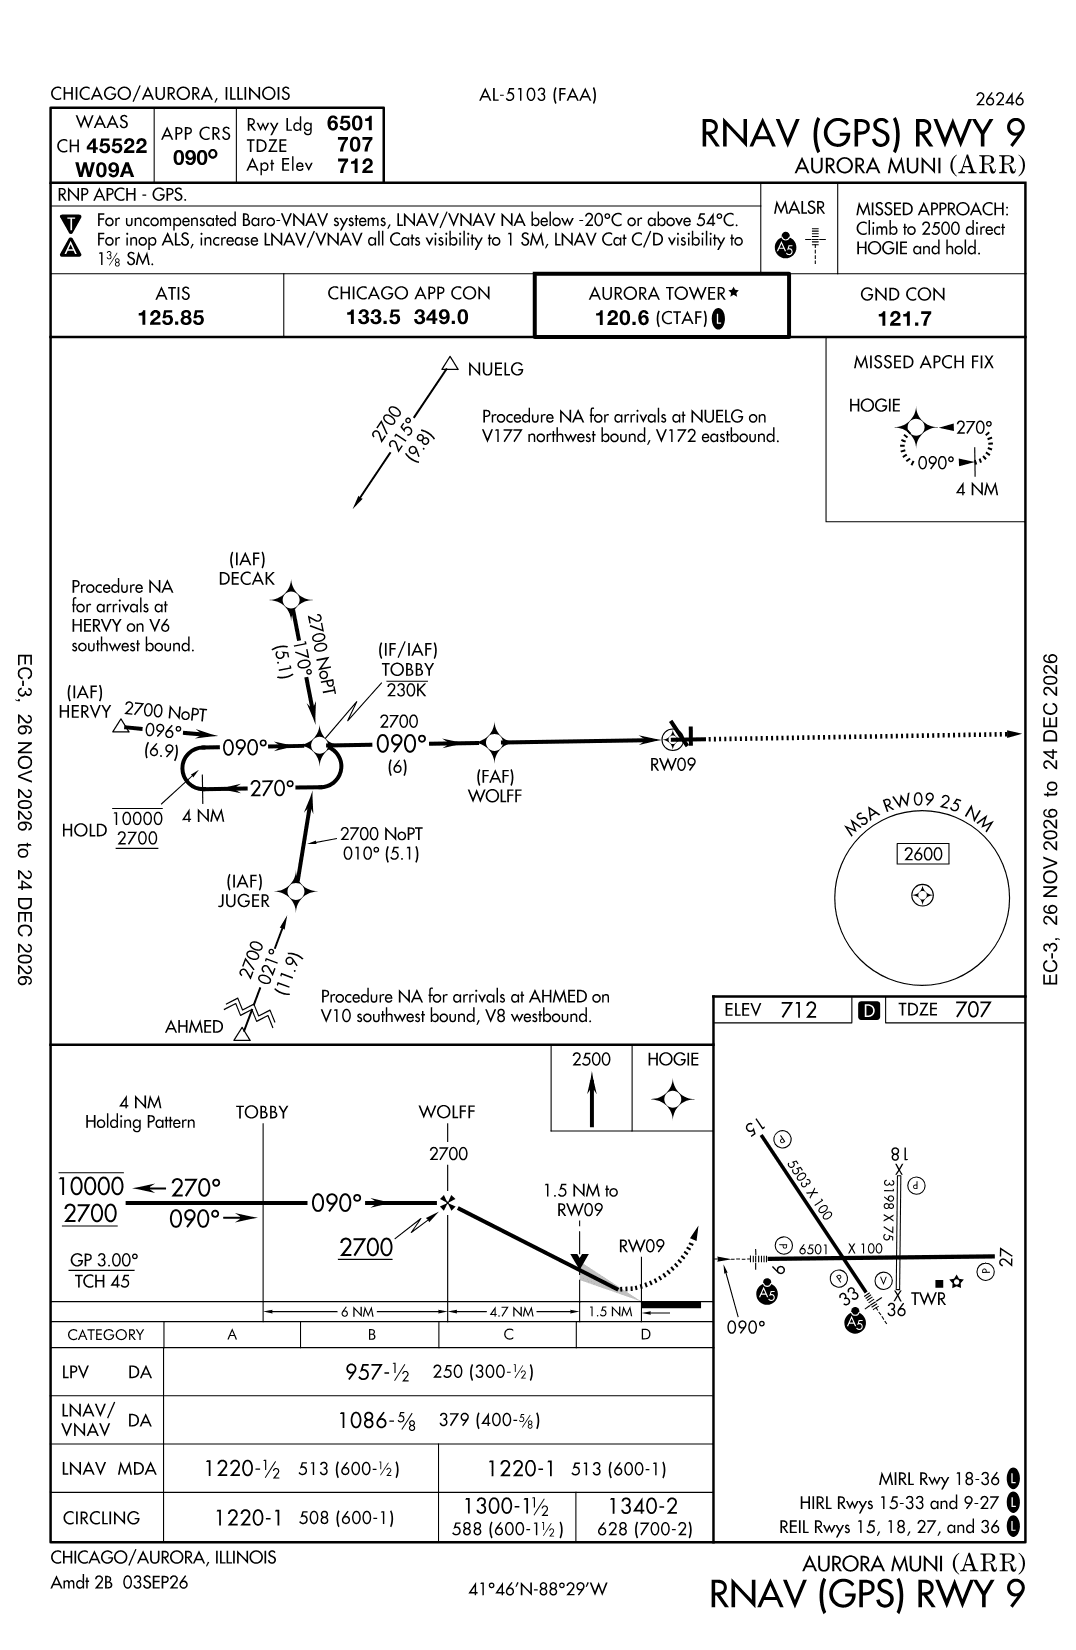 CHICAGO/AURORA, ILLINOIS
AL-5103 (FAA)
26246
WAAS
CH 45522
W09A
APP CRS
090°
Rwy Ldg 6501
TDZE 707
Apt Elev 712
RNAV (GPS) RWY 9
AURORA MUNI (ARR)
RNP APCH - GPS.
T
A
For uncompensated Baro-VNAV systems, LNAV/VNAV NA below -20°C or above 54°C.
For inop ALS, increase LNAV/VNAV all Cats visibility to 1 SM, LNAV Cat C/D visibility to
1⅜ SM.
MALSR
A5
MISSED APPROACH:
Climb to 2500 direct
HOGIE and hold.
ATIS
125.85
CHICAGO APP CON
133.5 349.0
AURORA TOWER★
120.6 (CTAF) L
GND CON
121.7
NUELG
2700
215°
(9.8)
Procedure NA for arrivals at NUELG on
V177 northwest bound, V172 eastbound.
MISSED APCH FIX
HOGIE
270°
090°
4 NM
(IAF)
DECAK
Procedure NA
for arrivals at
HERVY on V6
southwest bound.
2700 NoPT
170°
(5.1)
(IF/IAF)
TOBBY
230K
(IAF)
HERVY
2700 NoPT
096°
(6.9)
090°
2700
090°
(6)
(FAF)
WOLFF
RW09
270°
4 NM
HOLD
10000
2700
2700 NoPT
010° (5.1)
(IAF)
JUGER
2700
021°
(11.9)
AHMED
Procedure NA for arrivals at AHMED on
V10 southwest bound, V8 westbound.
MSA RW09 25 NM
2600
EC-3, 26 NOV 2026 to 24 DEC 2026
EC-3, 26 NOV 2026 to 24 DEC 2026
ELEV 712
D
TDZE 707
2500
HOGIE
4 NM
Holding Pattern
TOBBY
WOLFF
2700
10000
2700
270°
090°
090°
2700
1.5 NM to
RW09
RW09
GP 3.00°
TCH 45
6 NM
4.7 NM
1.5 NM
15
P
5503 X 100
18
P
3198 X 75
P
6501 X 100
9
27
P
P
V
33
36
TWR
A5
A5
090°
CATEGORY A B C D
LPV DA 957-½ 250 (300-½)
LNAV/
VNAV DA 1086-⅝ 379 (400-⅝)
LNAV MDA 1220-½ 513 (600-½) 1220-1 513 (600-1)
CIRCLING 1220-1 508 (600-1)
1300-1½
588 (600-1½)
1340-2
628 (700-2)
MIRL Rwy 18-36 L
HIRL Rwys 15-33 and 9-27 L
REIL Rwys 15, 18, 27, and 36 L
CHICAGO/AURORA, ILLINOIS
Amdt 2B 03SEP26
41°46'N-88°29'W
AURORA MUNI (ARR)
RNAV (GPS) RWY 9